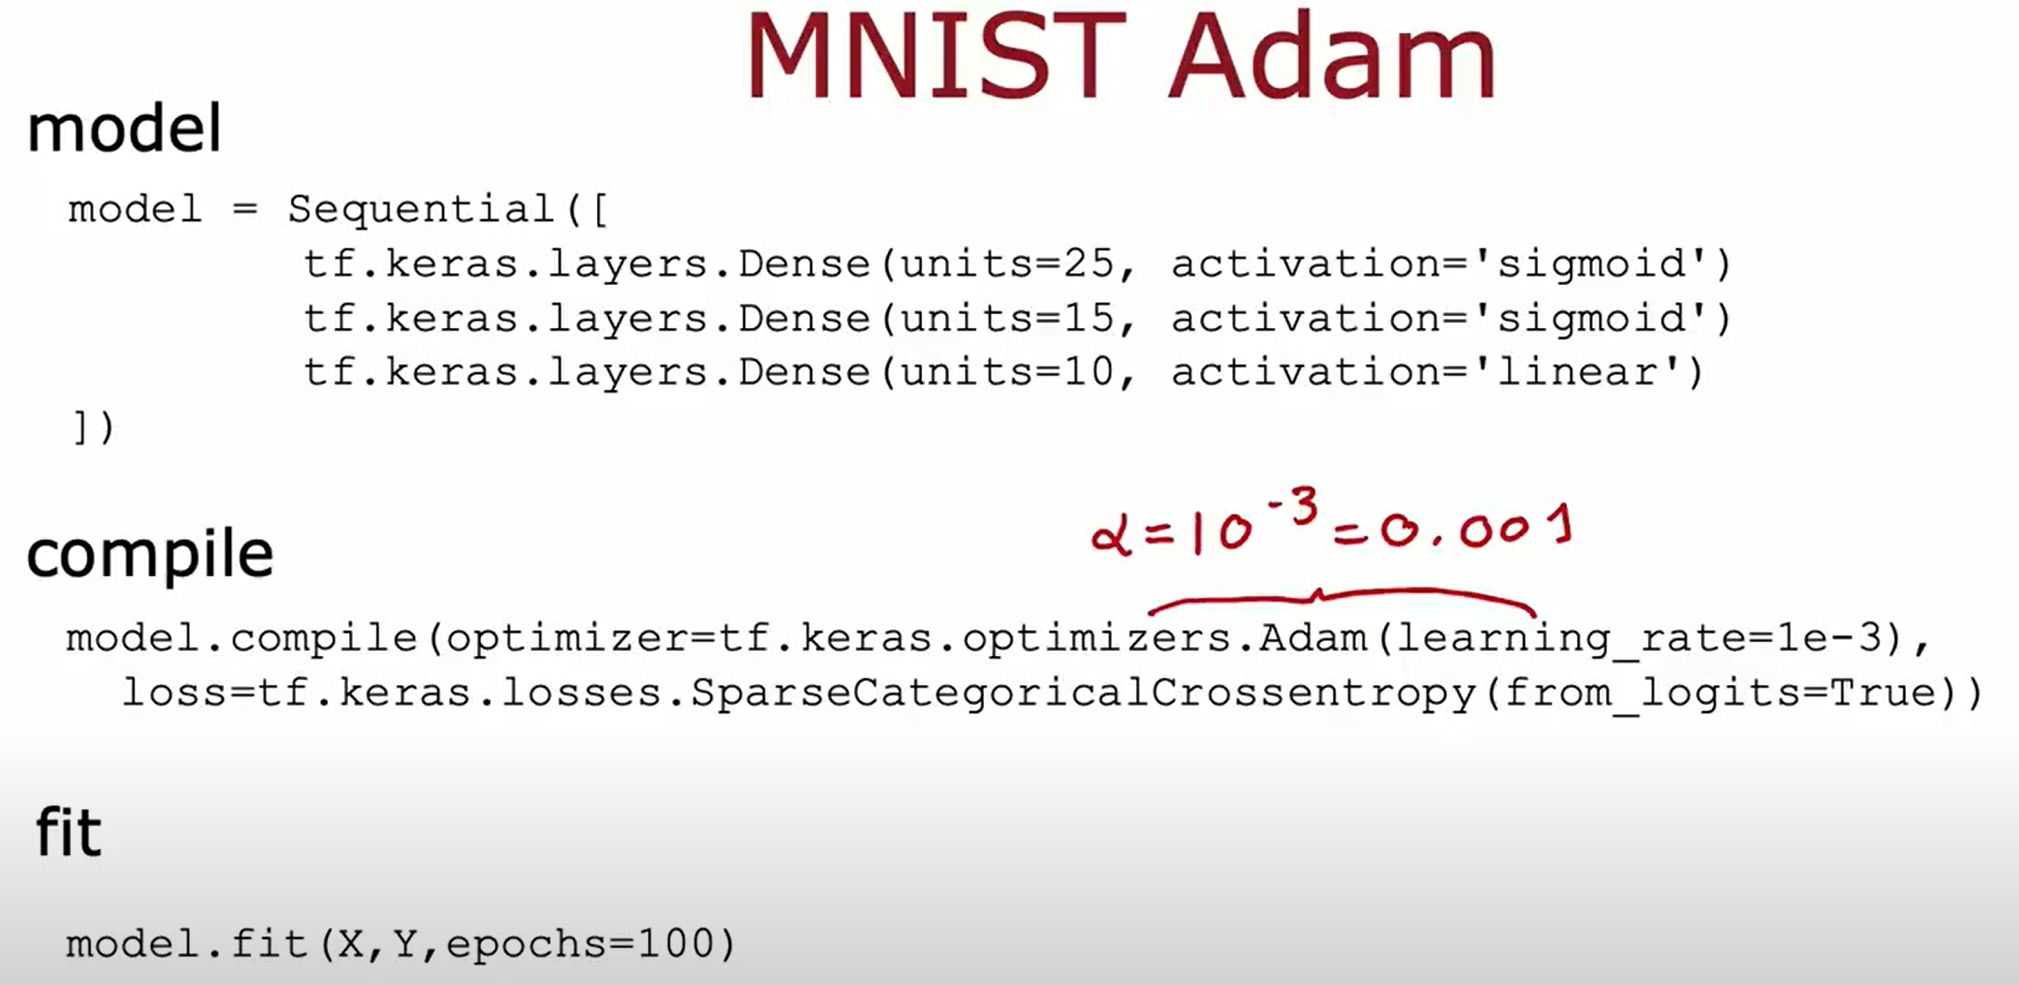 MNIST Adam
model
model = Sequential([
tf.keras.layers.Dense(units=25, activation='sigmoid')
tf.keras.layers.Dense(units=15, activation='sigmoid')
tf.keras.layers.Dense(units=10, activation='linear')
])
α=10⁻³=0.001
compile
model.compile(optimizer=tf.keras.optimizers.Adam(learning_rate=1e-3),
loss=tf.keras.losses.SparseCategoricalCrossentropy(from_logits=True))
fit
model.fit(X,Y,epochs=100)